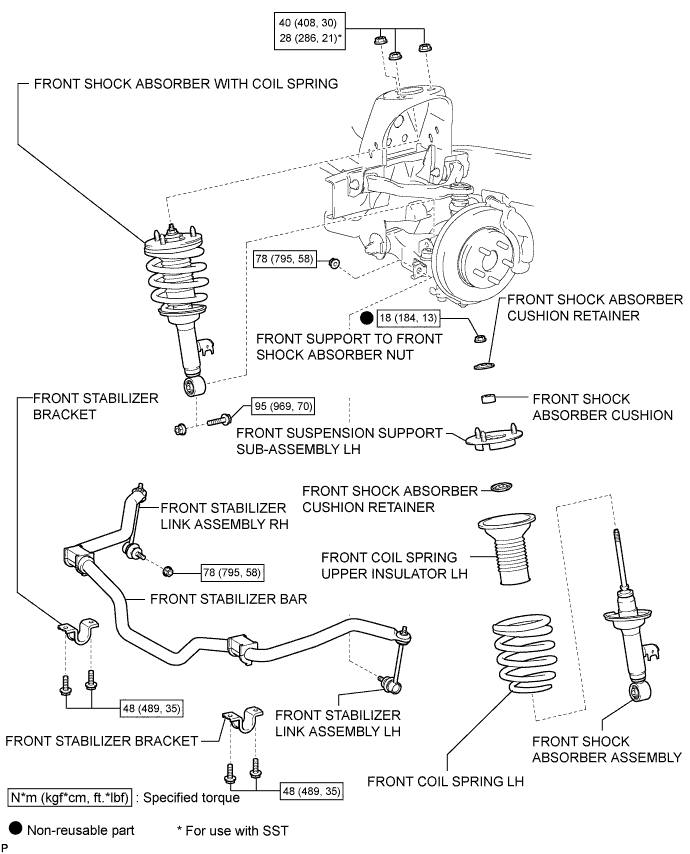 40 (408, 30)
28 (286, 21)*
FRONT SHOCK ABSORBER WITH COIL SPRING
78 (795, 58)
18 (184, 13)
FRONT SHOCK ABSORBER
CUSHION RETAINER
FRONT SUPPORT TO FRONT
SHOCK ABSORBER NUT
FRONT STABILIZER
BRACKET
95 (969, 70)
FRONT SHOCK
ABSORBER CUSHION
FRONT SUSPENSION SUPPORT
SUB-ASSEMBLY LH
FRONT SHOCK ABSORBER
CUSHION RETAINER
FRONT STABILIZER
LINK ASSEMBLY RH
FRONT COIL SPRING
UPPER INSULATOR LH
78 (795, 58)
FRONT STABILIZER BAR
48 (489, 35)
FRONT STABILIZER
LINK ASSEMBLY LH
FRONT STABILIZER BRACKET
FRONT SHOCK
ABSORBER ASSEMBLY
FRONT COIL SPRING LH
48 (489, 35)
N*m (kgf*cm, ft.*lbf) : Specified torque
Non-reusable part
* For use with SST
P